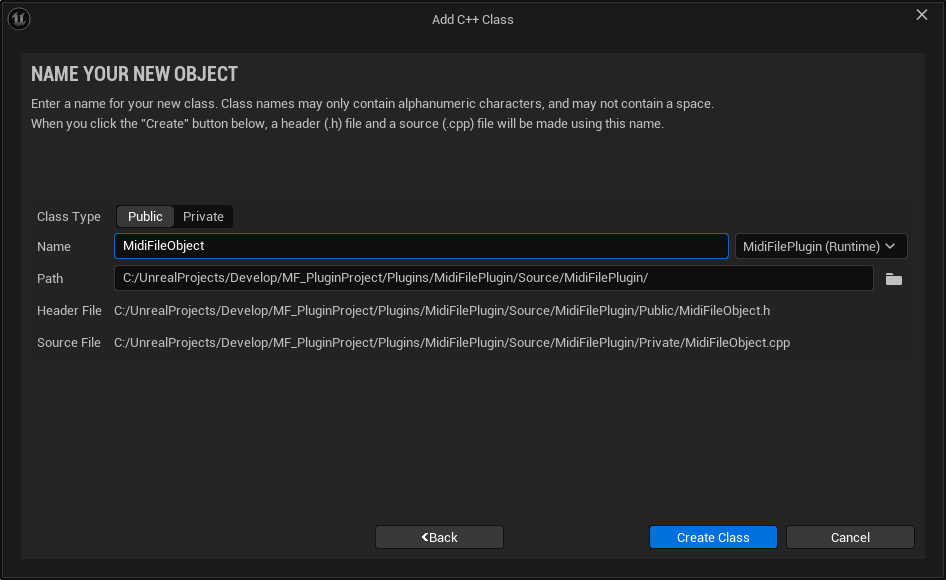 Add C++ Class
NAME YOUR NEW OBJECT
Enter a name for your new class. Class names may only contain alphanumeric characters, and may not contain a space.
When you click the "Create" button below, a header (.h) file and a source (.cpp) file will be made using this name.
Class Type Public Private
Name MidiFileObject MidiFilePlugin (Runtime)
Path C:/UnrealProjects/Develop/MF_PluginProject/Plugins/MidiFilePlugin/Source/MidiFilePlugin/
Header File C:/UnrealProjects/Develop/MF_PluginProject/Plugins/MidiFilePlugin/Source/MidiFilePlugin/Public/MidiFileObject.h
Source File C:/UnrealProjects/Develop/MF_PluginProject/Plugins/MidiFilePlugin/Source/MidiFilePlugin/Private/MidiFileObject.cpp
Back Create Class Cancel